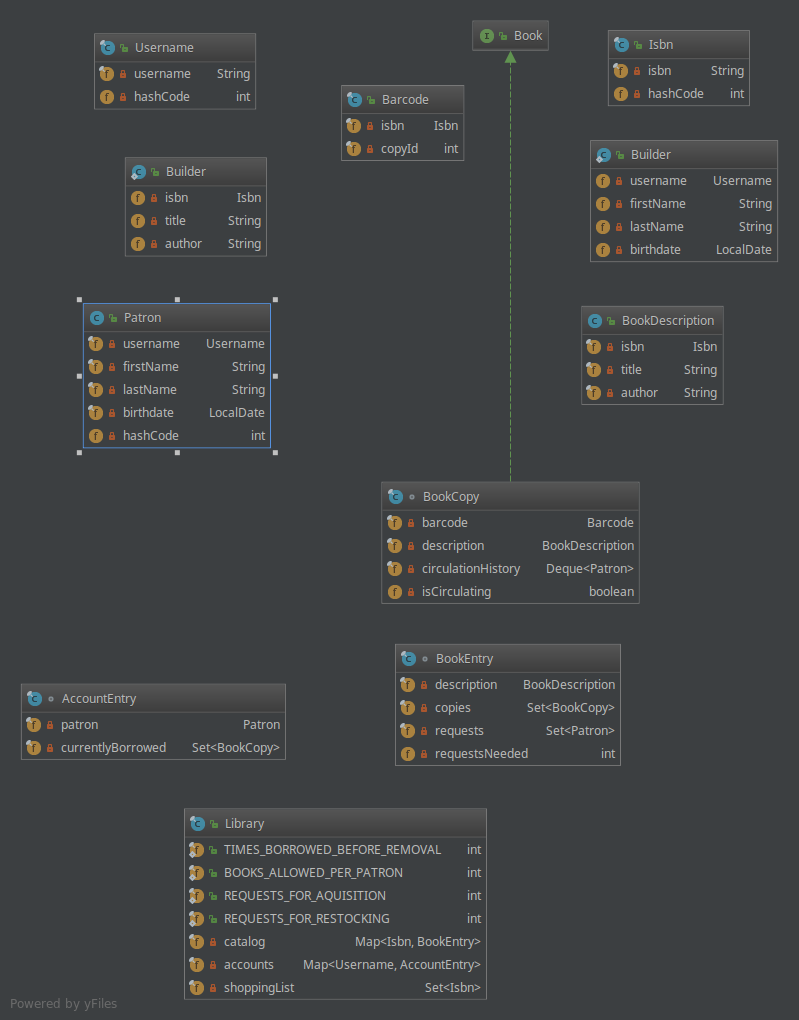 Username
username String
hashCode int
Book
Isbn
isbn String
hashCode int
Barcode
isbn Isbn
copyId int
Builder
isbn Isbn
title String
author String
Builder
username Username
firstName String
lastName String
birthdate LocalDate
Patron
username Username
firstName String
lastName String
birthdate LocalDate
hashCode int
BookDescription
isbn Isbn
title String
author String
BookCopy
barcode Barcode
description BookDescription
circulationHistory Deque<Patron>
isCirculating boolean
AccountEntry
patron Patron
currentlyBorrowed Set<BookCopy>
BookEntry
description BookDescription
copies Set<BookCopy>
requests Set<Patron>
requestsNeeded int
Library
TIMES_BORROWED_BEFORE_REMOVAL int
BOOKS_ALLOWED_PER_PATRON int
REQUESTS_FOR_AQUISITION int
REQUESTS_FOR_RESTOCKING int
catalog Map<Isbn, BookEntry>
accounts Map<Username, AccountEntry>
shoppingList Set<Isbn>
Powered by yFiles